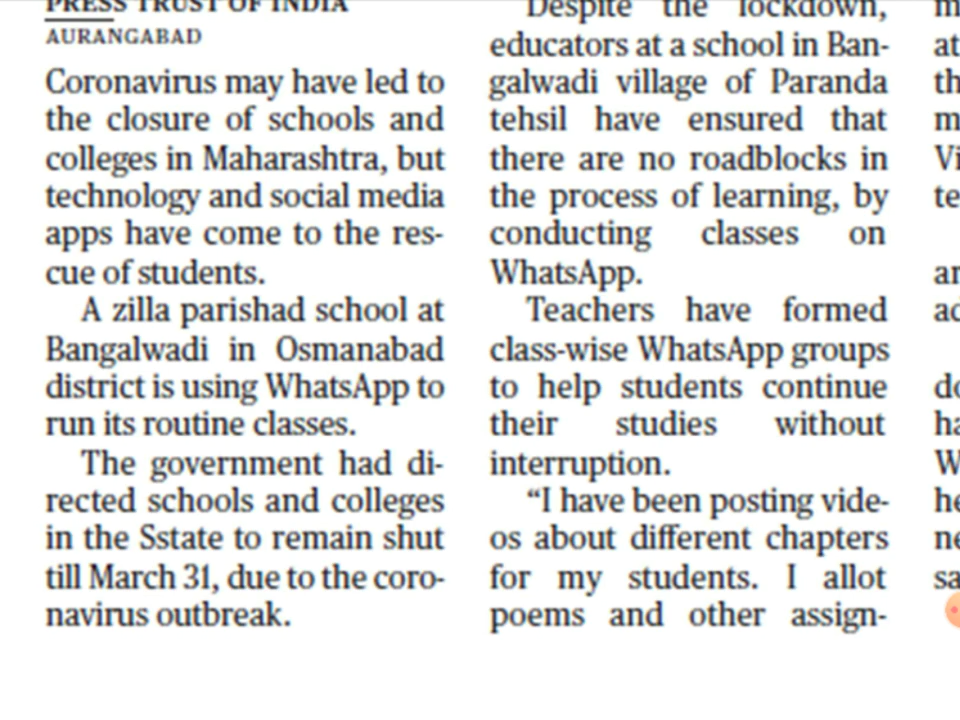 PRESS TRUST OF INDIA
AURANGABAD
Coronavirus may have led to
the closure of schools and
colleges in Maharashtra, but
technology and social media
apps have come to the res-
cue of students.
A zilla parishad school at
Bangalwadi in Osmanabad
district is using WhatsApp to
run its routine classes.
The government had di-
rected schools and colleges
in the Sstate to remain shut
till March 31, due to the coro-
navirus outbreak.
Despite the lockdown,
educators at a school in Ban-
galwadi village of Paranda
tehsil have ensured that
there are no roadblocks in
the process of learning, by
conducting classes on
WhatsApp.
Teachers have formed
class-wise WhatsApp groups
to help students continue
their studies without
interruption.
“I have been posting vide-
os about different chapters
for my students. I allot
poems and other assign-